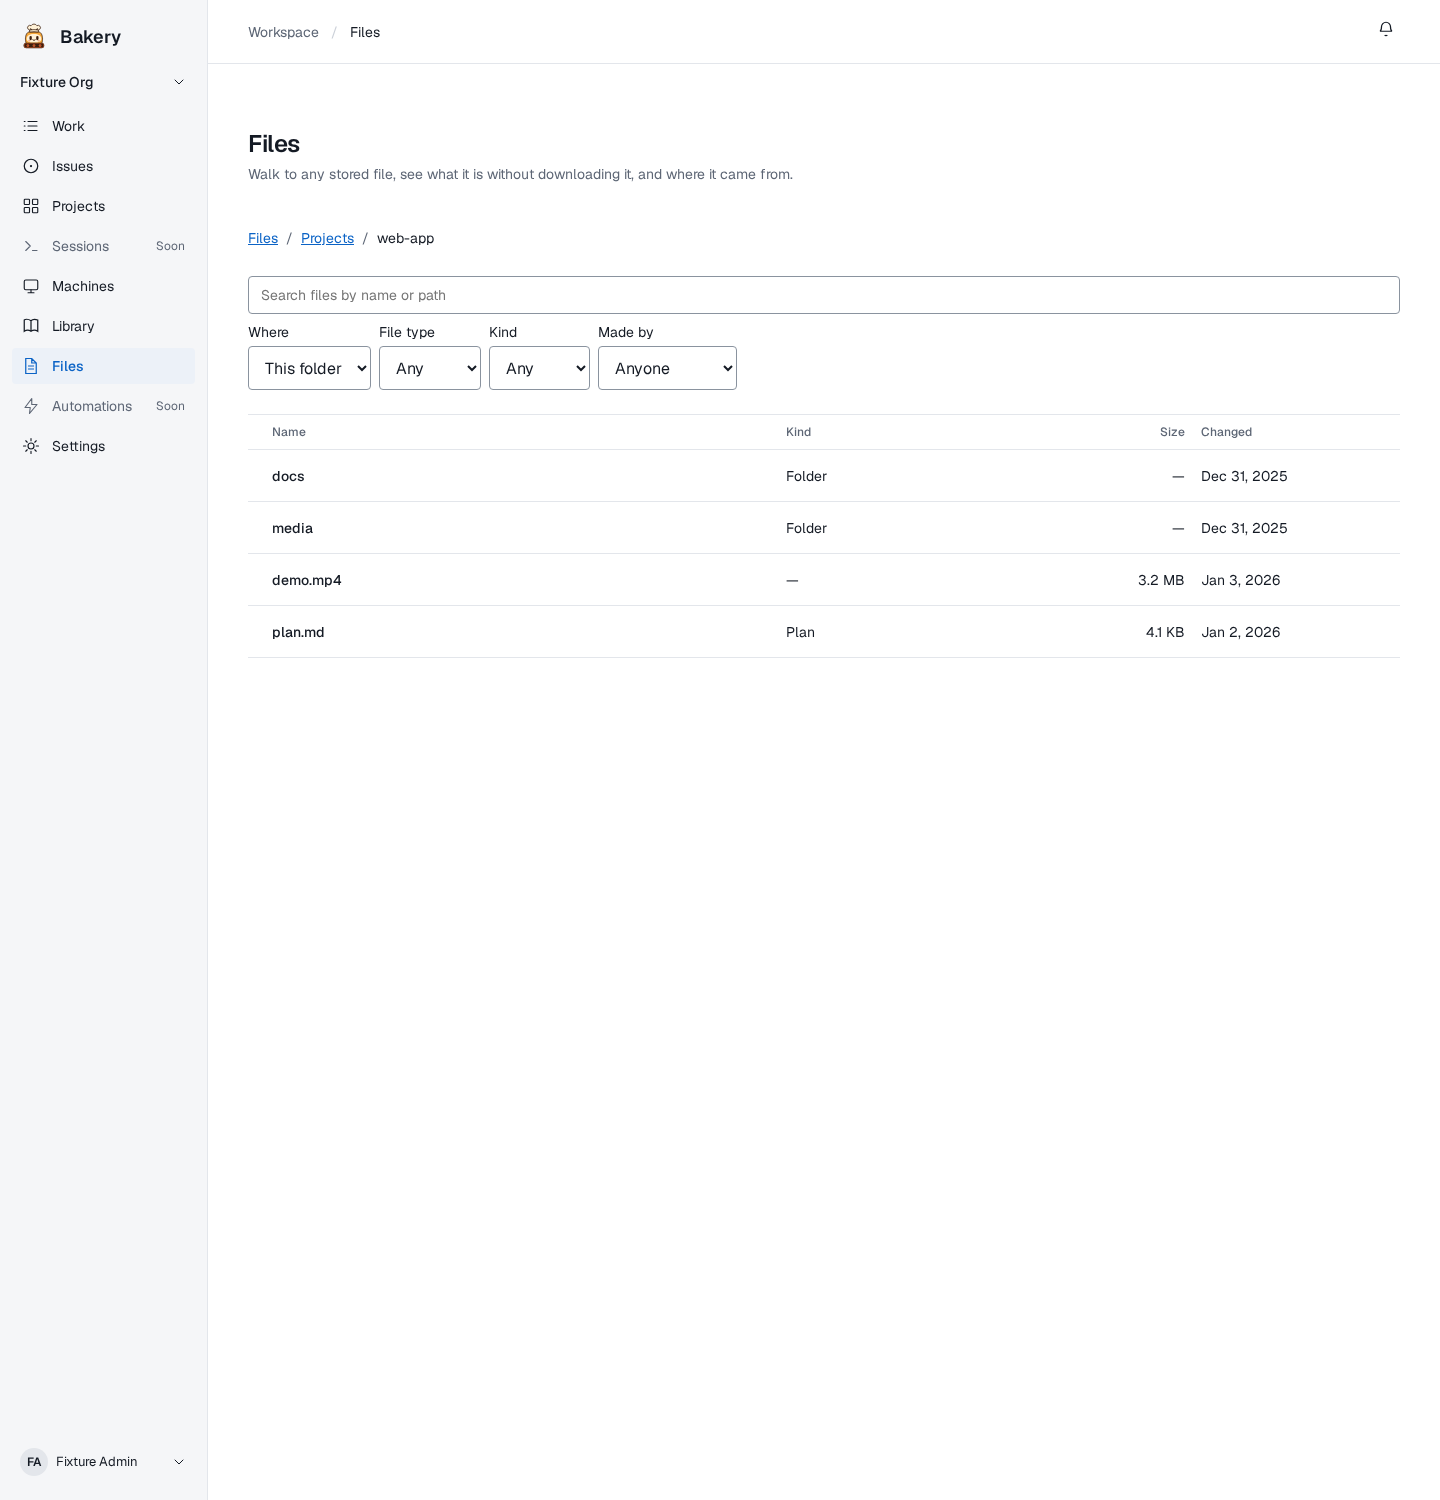 Bakery
Fixture Org
Work
Issues
Projects
Sessions Soon
Machines
Library
Files
Automations Soon
Settings
FA Fixture Admin
Workspace / Files
Files
Walk to any stored file, see what it is without downloading it, and where it came from.
Files / Projects / web-app
Search files by name or path
Where File type Kind Made by
This folder Any Any Anyone
Name Kind Size Changed
docs Folder — Dec 31, 2025
media Folder — Dec 31, 2025
demo.mp4 — 3.2 MB Jan 3, 2026
plan.md Plan 4.1 KB Jan 2, 2026